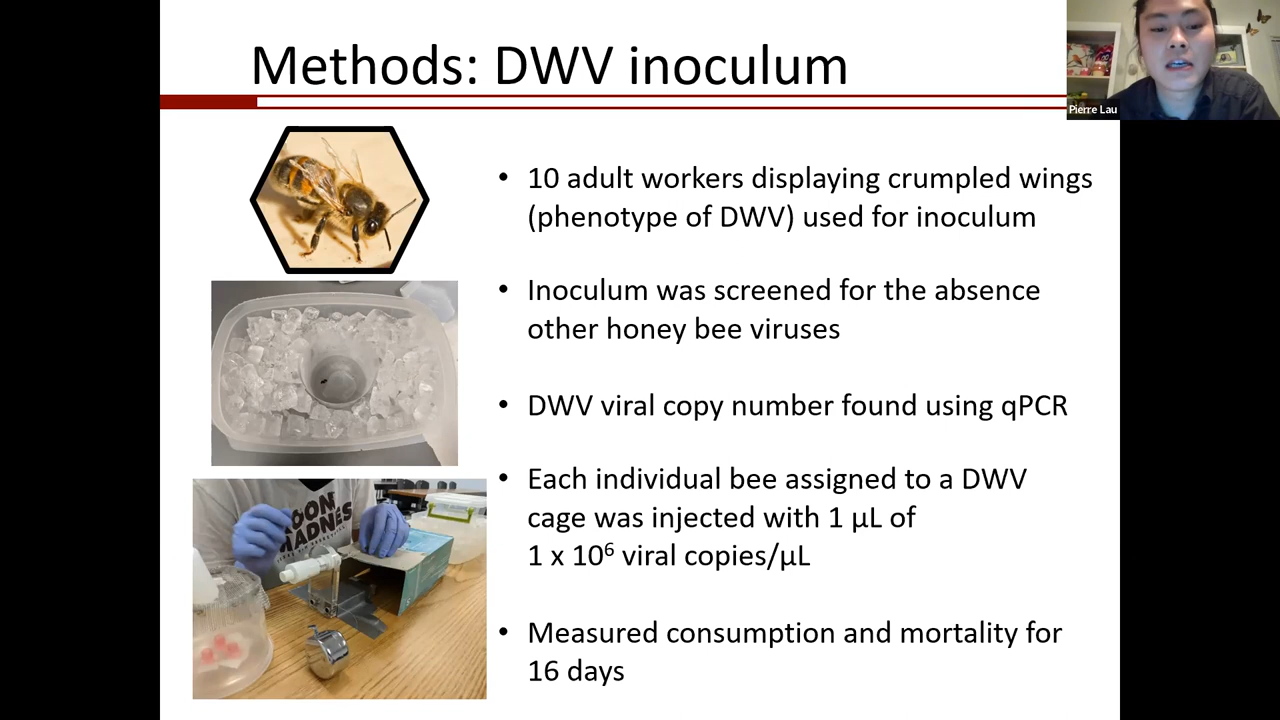 Methods: DWV inoculum
Pierre Lau
• 10 adult workers displaying crumpled wings
(phenotype of DWV) used for inoculum
• Inoculum was screened for the absence
other honey bee viruses
• DWV viral copy number found using qPCR
• Each individual bee assigned to a DWV
cage was injected with 1 µL of
1 x 10⁶ viral copies/µL
• Measured consumption and mortality for
16 days